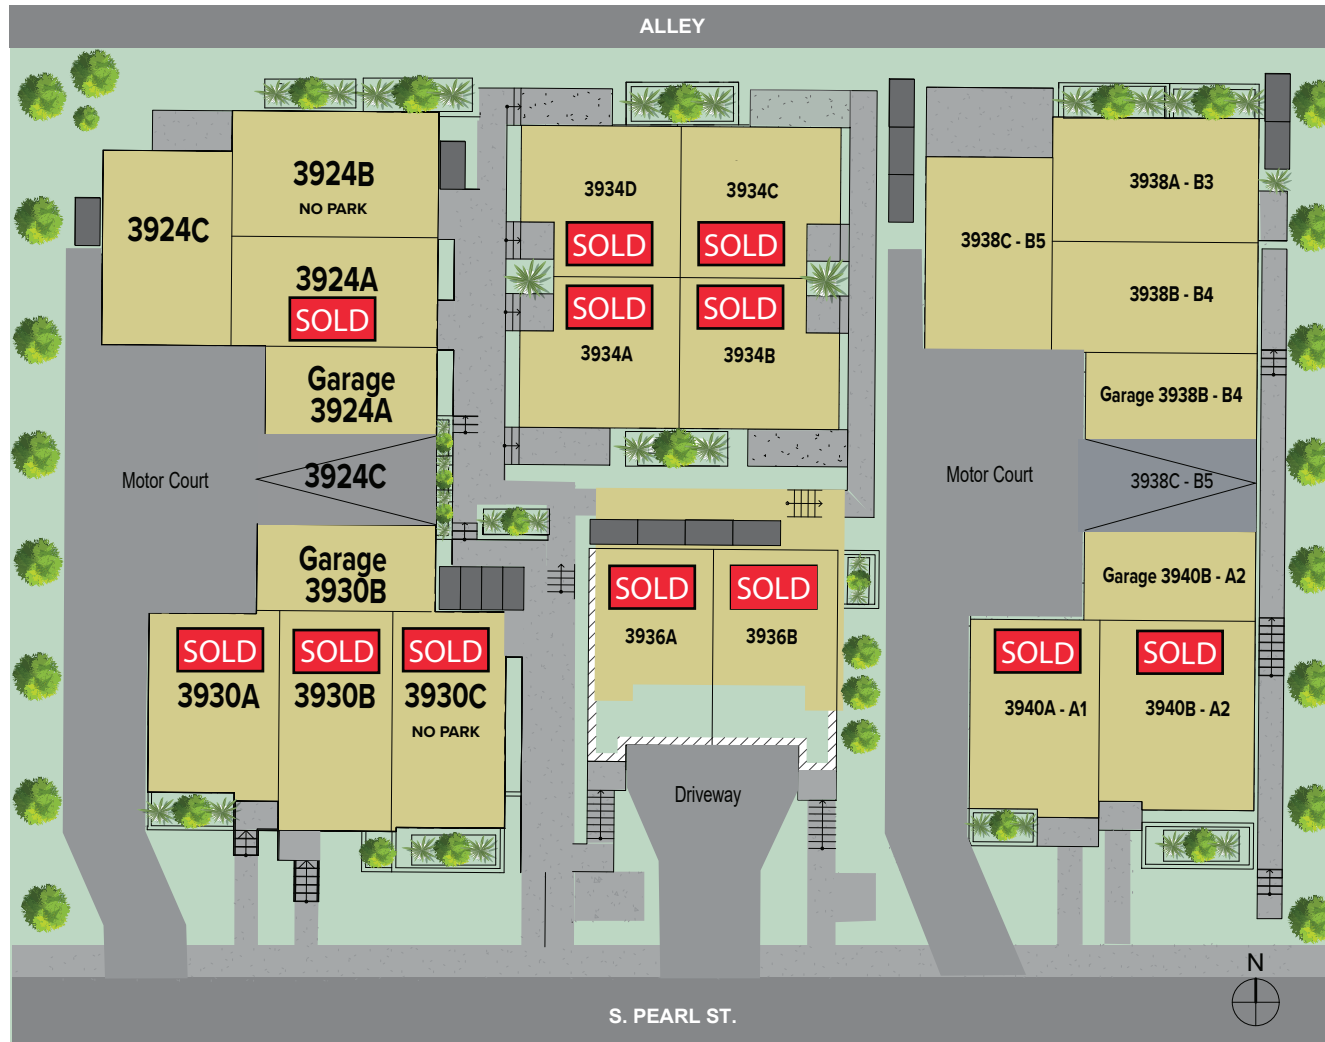 ALLEY
3924B
NO PARK
3924C
3924A
SOLD
Garage
3924A
Motor Court
3924C
Garage
3930B
SOLD
3930A
SOLD
3930B
SOLD
3930C
NO PARK
3934D
SOLD
3934C
SOLD
SOLD
3934A
SOLD
3934B
SOLD
3936A
SOLD
3936B
Driveway
3938A - B3
3938C - B5
3938B - B4
Garage 3938B - B4
Motor Court
3938C - B5
Garage 3940B - A2
SOLD
3940A - A1
SOLD
3940B - A2
N
S. PEARL ST.